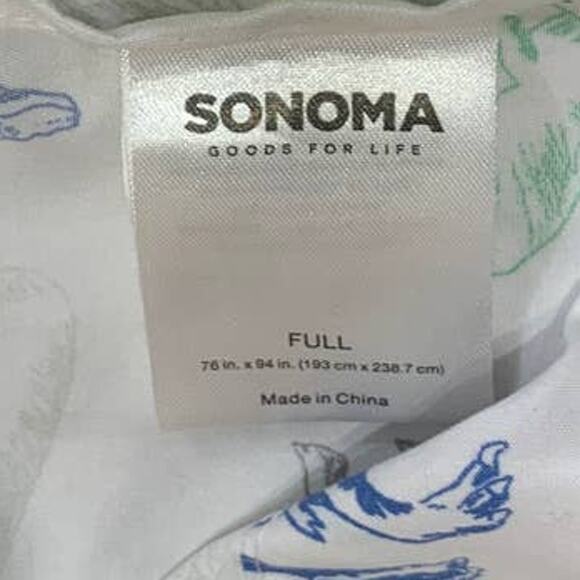 SONOMA
GOODS FOR LIFE
FULL
76 in. x 94 in. (193 cm x 238.7 cm)
Made in China